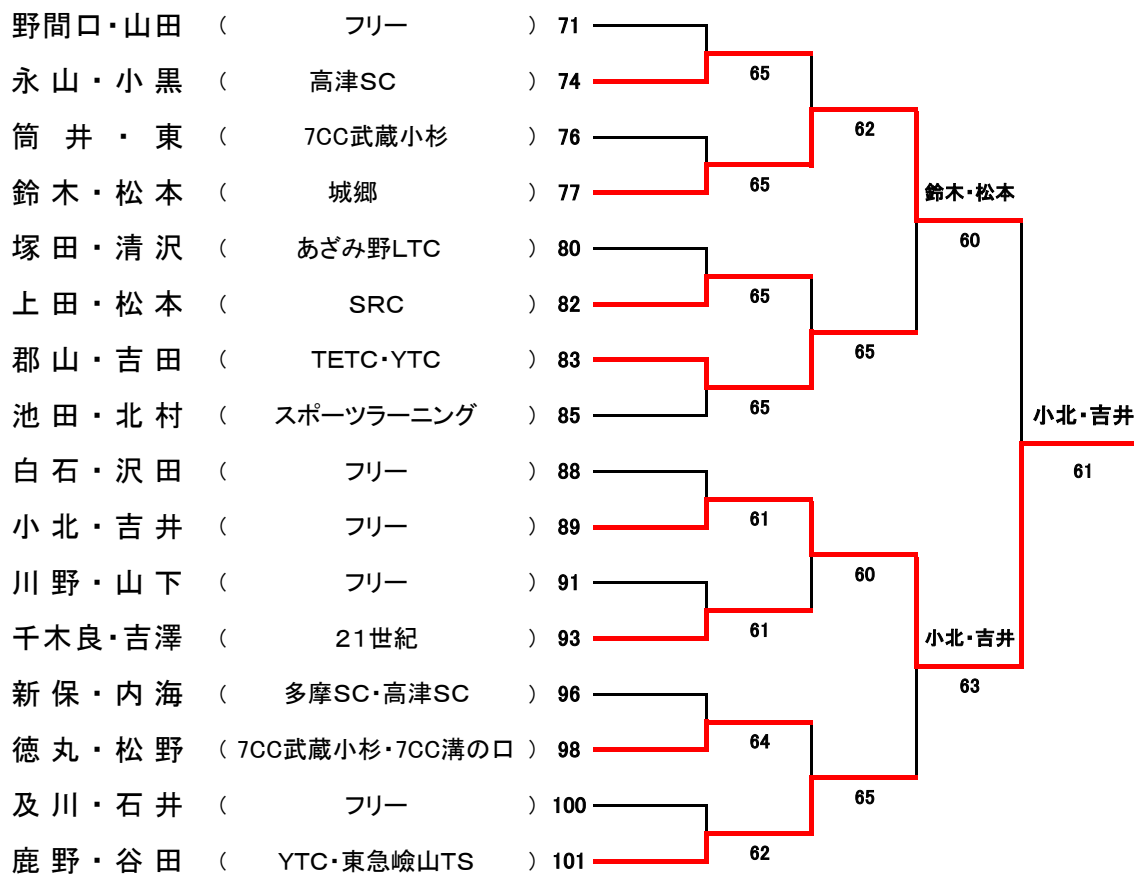 野間口・山田 ( フリー ) 71
65
永山・小黒 ( 高津SC ) 74
62
筒井・東 ( 7CC武蔵小杉 ) 76
65
鈴木・松本 ( 城郷 ) 77
鈴木・松本
60
塚田・清沢 ( あざみ野LTC ) 80
65
上田・松本 ( SRC ) 82
65
郡山・吉田 ( TETC・YTC ) 83
65
池田・北村 ( スポーツラーニング ) 85
小北・吉井
61
白石・沢田 ( フリー ) 88
61
小北・吉井 ( フリー ) 89
60
川野・山下 ( フリー ) 91
61
千木良・吉澤 ( 21世紀 ) 93
小北・吉井
63
新保・内海 ( 多摩SC・高津SC ) 96
64
徳丸・松野 ( 7CC武蔵小杉・7CC溝の口 ) 98
65
及川・石井 ( フリー ) 100
62
鹿野・谷田 ( YTC・東急嶮山TS ) 101